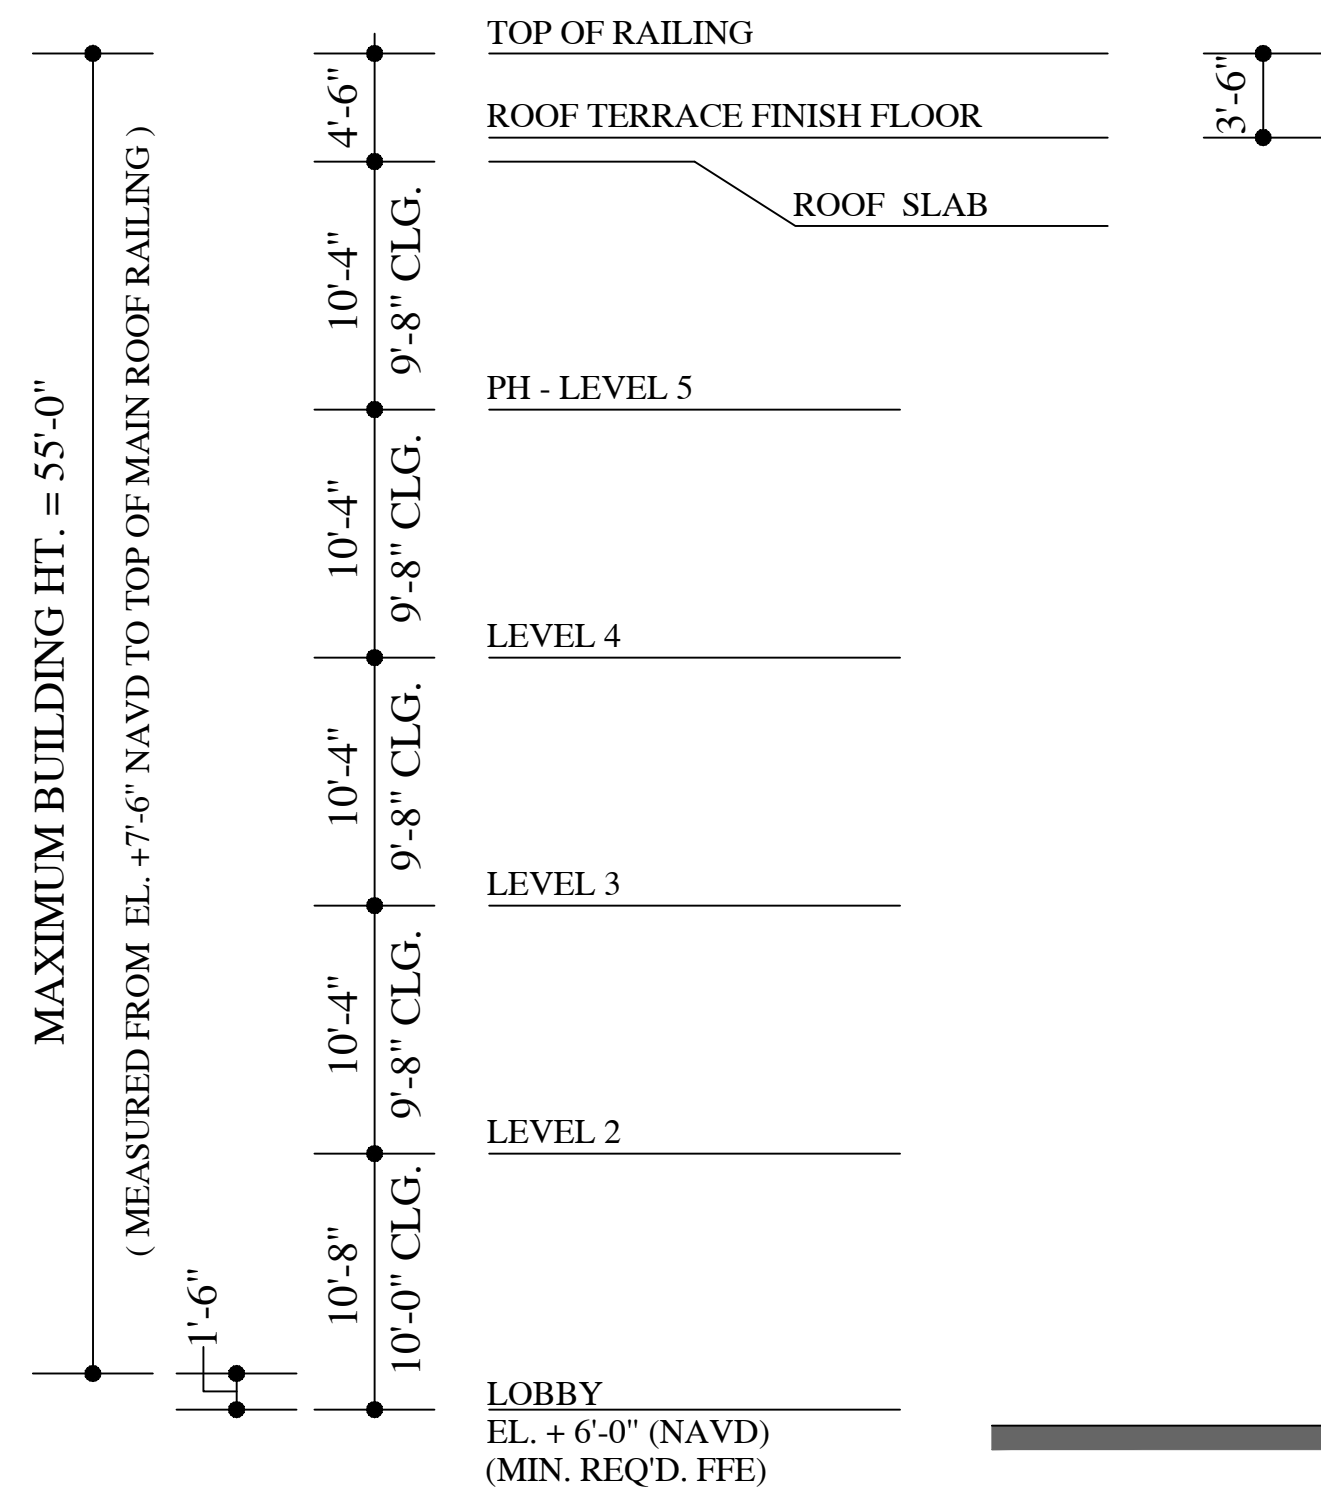 TOP OF RAILING
4'-6"
3'-6"
ROOF TERRACE FINISH FLOOR
ROOF SLAB
10'-4"
9'-8" CLG.
PH - LEVEL 5
10'-4"
9'-8" CLG.
LEVEL 4
10'-4"
9'-8" CLG.
LEVEL 3
10'-4"
9'-8" CLG.
LEVEL 2
10'-8"
10'-0" CLG.
LOBBY
EL. + 6'-0" (NAVD)
(MIN. REQ'D. FFE)
MAXIMUM BUILDING HT. = 55'-0"
( MEASURED FROM EL. +7'-6" NAVD TO TOP OF MAIN ROOF RAILING )
1'-6"